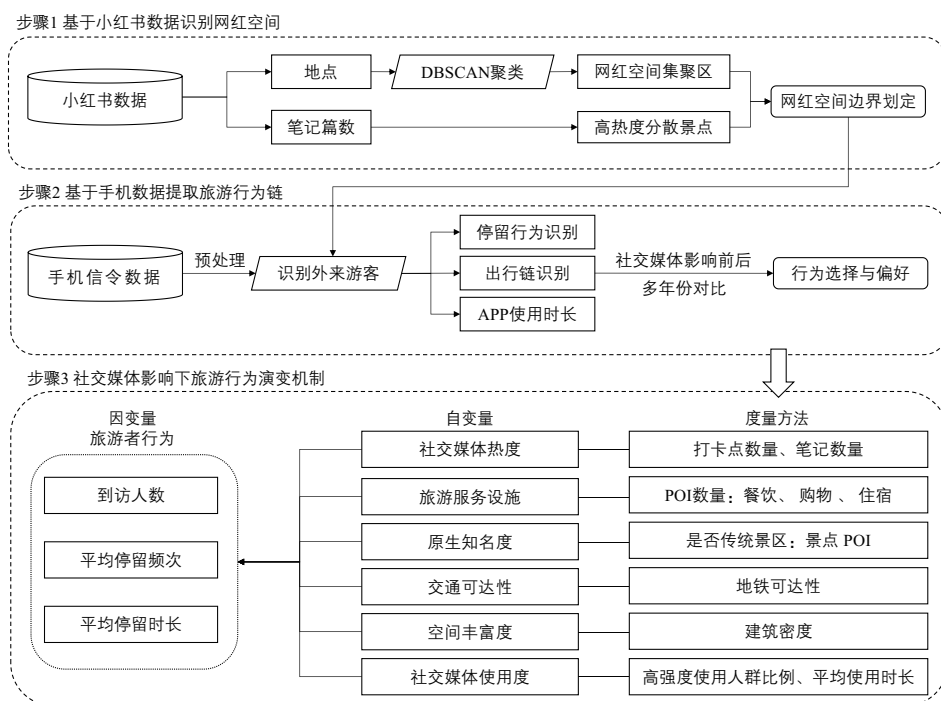 步骤1 基于小红书数据识别网红空间
小红书数据
地点
DBSCAN聚类
网红空间集聚区
笔记篇数
高热度分散景点
网红空间边界划定
步骤2 基于手机数据提取旅游行为链
手机信令数据
预处理
识别外来游客
停留行为识别
出行链识别
APP使用时长
社交媒体影响前后
多年份对比
行为选择与偏好
步骤3 社交媒体影响下旅游行为演变机制
因变量
旅游者行为
到访人数
平均停留频次
平均停留时长
自变量
度量方法
社交媒体热度
打卡点数量、笔记数量
旅游服务设施
POI数量：餐饮、 购物 、 住宿
原生知名度
是否传统景区：景点 POI
交通可达性
地铁可达性
空间丰富度
建筑密度
社交媒体使用度
高强度使用人群比例、平均使用时长